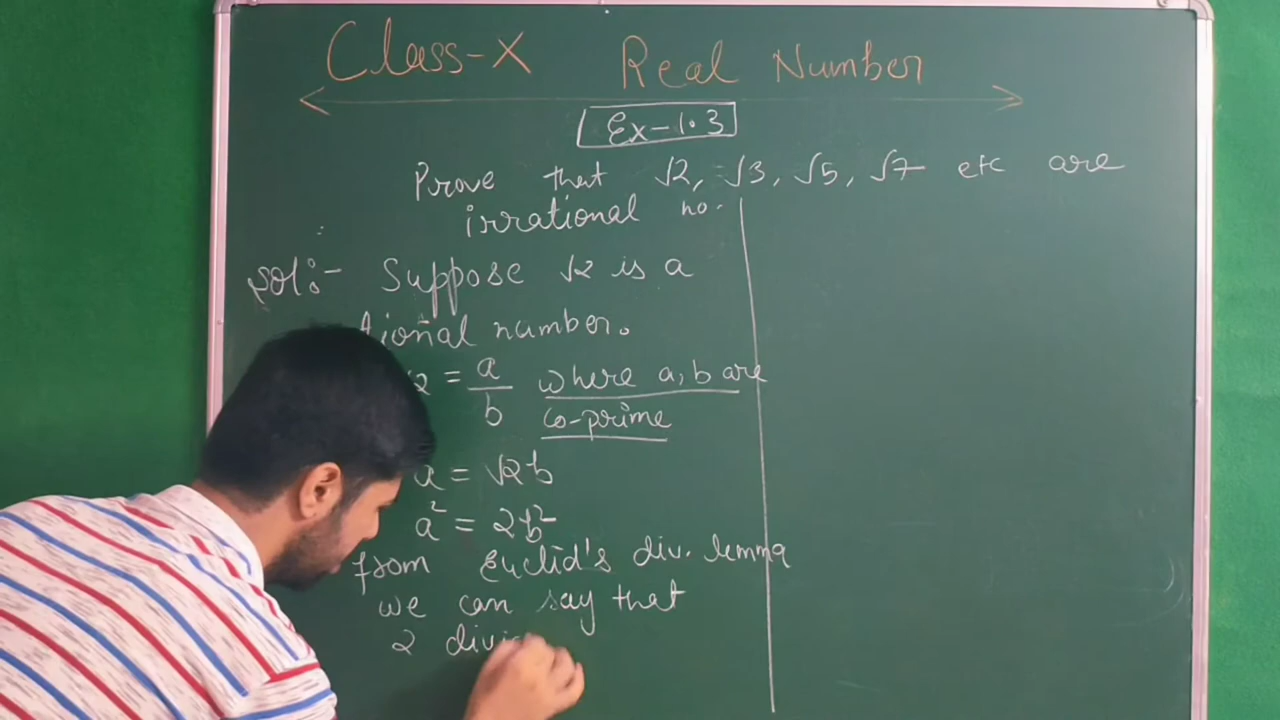 Class-X Real Number
Ex-1.3
Prove that √2, √3, √5, √7 etc are
irrational no.
Sol:- Suppose √2 is a
tional number.
2 = a/b where a, b are
co-prime
a = √2b
a² = 2b²
from Euclid's div. lemma
we can say that
2 divi